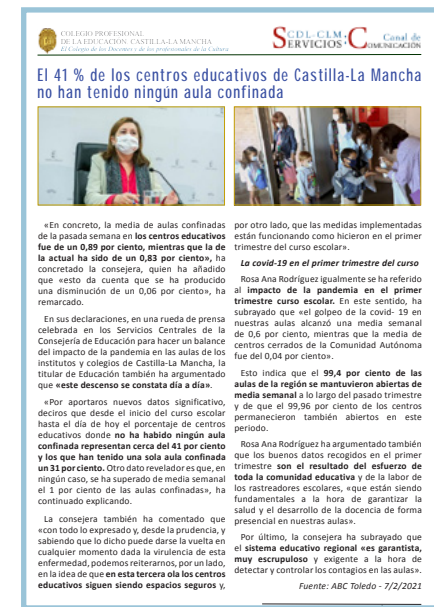 COLEGIO PROFESIONAL
DE LA EDUCACIÓN CASTILLA-LA MANCHA
El Colegio de los Docentes y de los profesionales de la Cultura
SCDL-CLM:
SERVICIOS:
Canal de
COMUNICACIÓN
El 41 % de los centros educativos de Castilla-La Mancha
no han tenido ningún aula confinada
«En concreto, la media de aulas confinadas
de la pasada semana en los centros educativos
fue de un 0,89 por ciento, mientras que la de
la actual ha sido de un 0,83 por ciento», ha
concretado la consejera, quien ha añadido
que «esto da cuenta que se ha producido
una disminución de un 0,06 por ciento», ha
remarcado.
En sus declaraciones, en una rueda de prensa
celebrada en los Servicios Centrales de la
Consejería de Educación para hacer un balance
del impacto de la pandemia en las aulas de los
institutos y colegios de Castilla-La Mancha, la
titular de Educación también ha argumentado
que «este descenso se constata día a día».
«Por aportaros nuevos datos significativo,
deciros que desde el inicio del curso escolar
hasta el día de hoy el porcentaje de centros
educativos donde no ha habido ningún aula
confinada representan cerca del 41 por ciento
y los que han tenido una sola aula confinada
un 31 por ciento. Otro dato revelador es que, en
ningún caso, se ha superado de media semanal
el 1 por ciento de las aulas confinadas», ha
continuado explicando.
La consejera también ha comentado que
«con todo lo expresado y, desde la prudencia, y
sabiendo que lo dicho puede darse la vuelta en
cualquier momento dada la virulencia de esta
enfermedad, podemos reiterarnos, por un lado,
en la idea de que en esta tercera ola los centros
educativos siguen siendo espacios seguros y,
por otro lado, que las medidas implementadas
están funcionando como hicieron en el primer
trimestre del curso escolar».
La covid-19 en el primer trimestre del curso
Rosa Ana Rodríguez igualmente se ha referido
al impacto de la pandemia en el primer
trimestre curso escolar. En este sentido, ha
subrayado que «el golpeo de la covid- 19 en
nuestras aulas alcanzó una media semanal
de 0,6 por ciento, mientras que la media de
centros cerrados de la Comunidad Autónoma
fue del 0,04 por ciento».
Esto indica que el 99,4 por ciento de las
aulas de la región se mantuvieron abiertas de
media semanal a lo largo del pasado trimestre
y de que el 99,96 por ciento de los centros
permanecieron también abiertos en este
periodo.
Rosa Ana Rodríguez ha argumentado también
que los buenos datos recogidos en el primer
trimestre son el resultado del esfuerzo de
toda la comunidad educativa y de la labor de
los rastreadores escolares, «que están siendo
fundamentales a la hora de garantizar la
salud y el desarrollo de la docencia de forma
presencial en nuestras aulas».
Por último, la consejera ha subrayado que
el sistema educativo regional «es garantista,
muy escrupuloso y exigente a la hora de
detectar y controlar los contagios en las aulas».
Fuente: ABC Toledo - 7/2/2021